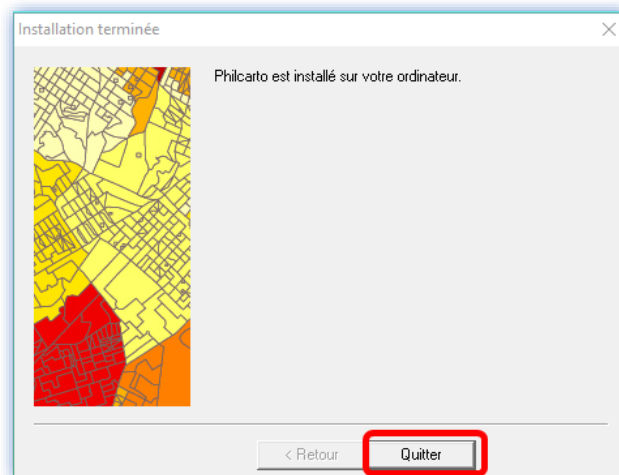 Installation terminée
Philcarto est installé sur votre ordinateur.
< Retour
Quitter